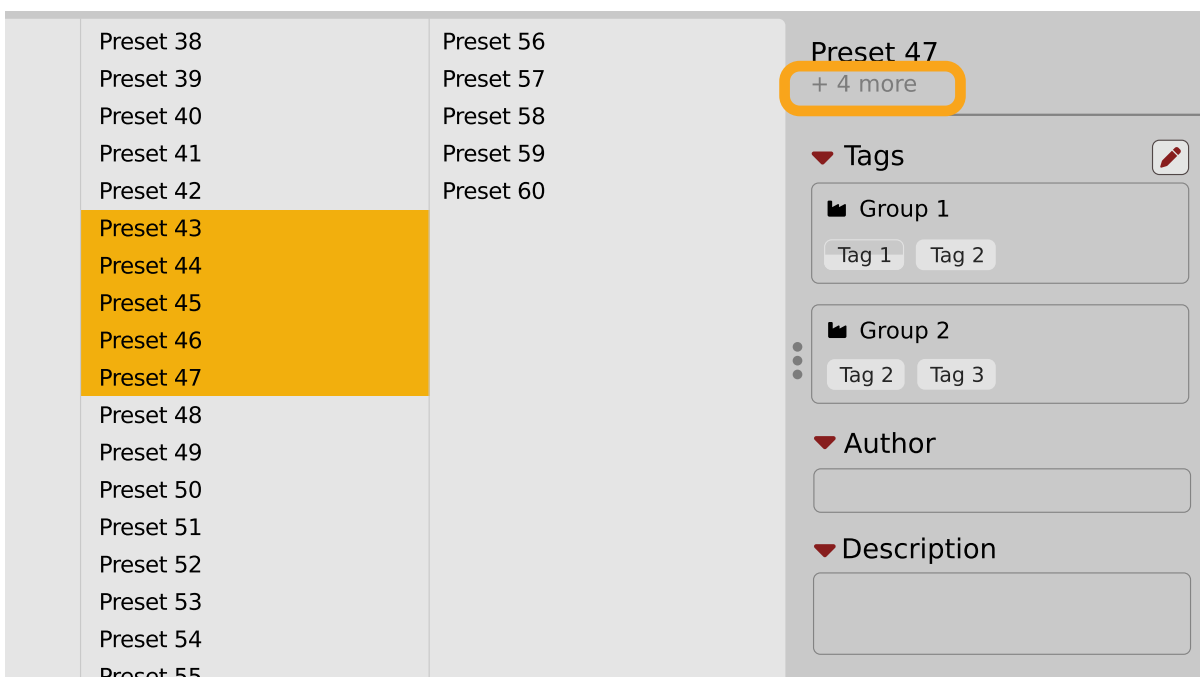 Preset 38
Preset 39
Preset 40
Preset 41
Preset 42
Preset 43
Preset 44
Preset 45
Preset 46
Preset 47
Preset 48
Preset 49
Preset 50
Preset 51
Preset 52
Preset 53
Preset 54
Preset 55
Preset 56
Preset 57
Preset 58
Preset 59
Preset 60
Preset 47
+ 4 more
Tags
Group 1
Tag 1 Tag 2
Group 2
Tag 2 Tag 3
Author
Description